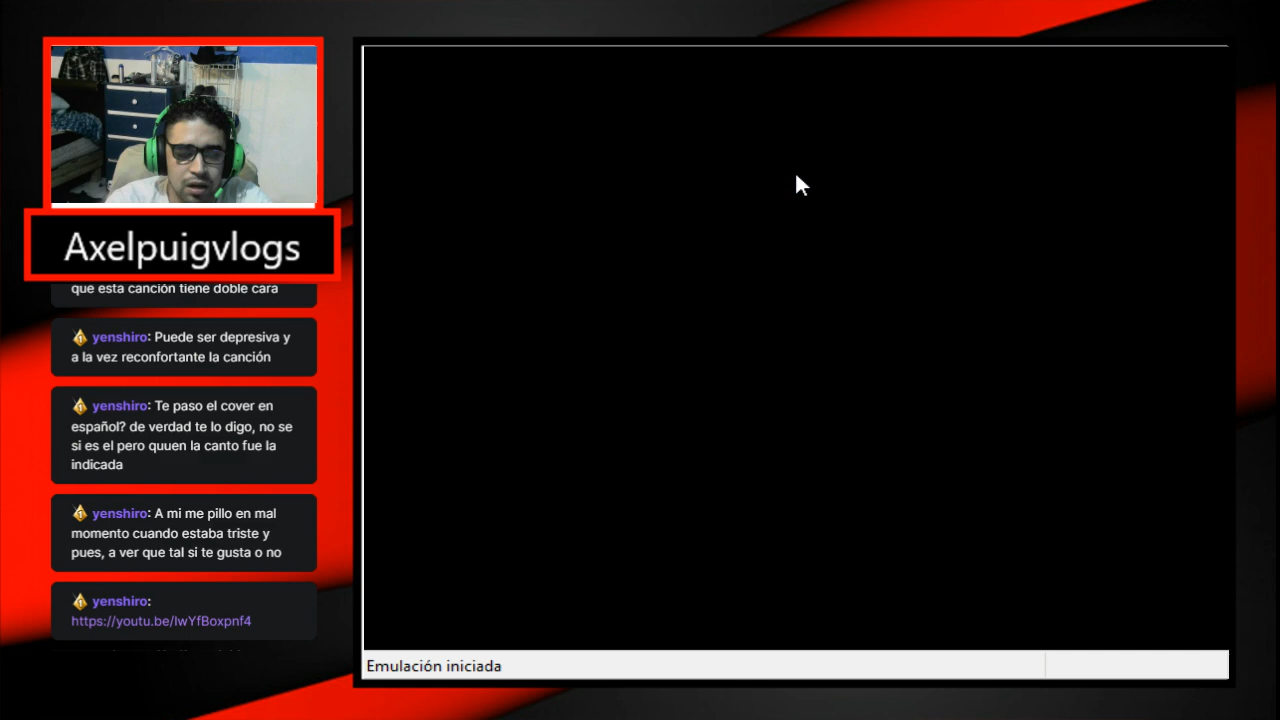 Axelpuigvlogs
que esta canción tiene doble cara
yenshiro: Puede ser depresiva y
a la vez reconfortante la canción
yenshiro: Te paso el cover en
español? de verdad te lo digo, no se
si es el pero quuen la canto fue la
indicada
yenshiro: A mi me pillo en mal
momento cuando estaba triste y
pues, a ver que tal si te gusta o no
yenshiro:
https://youtu.be/IwYfBoxpnf4
Emulación iniciada